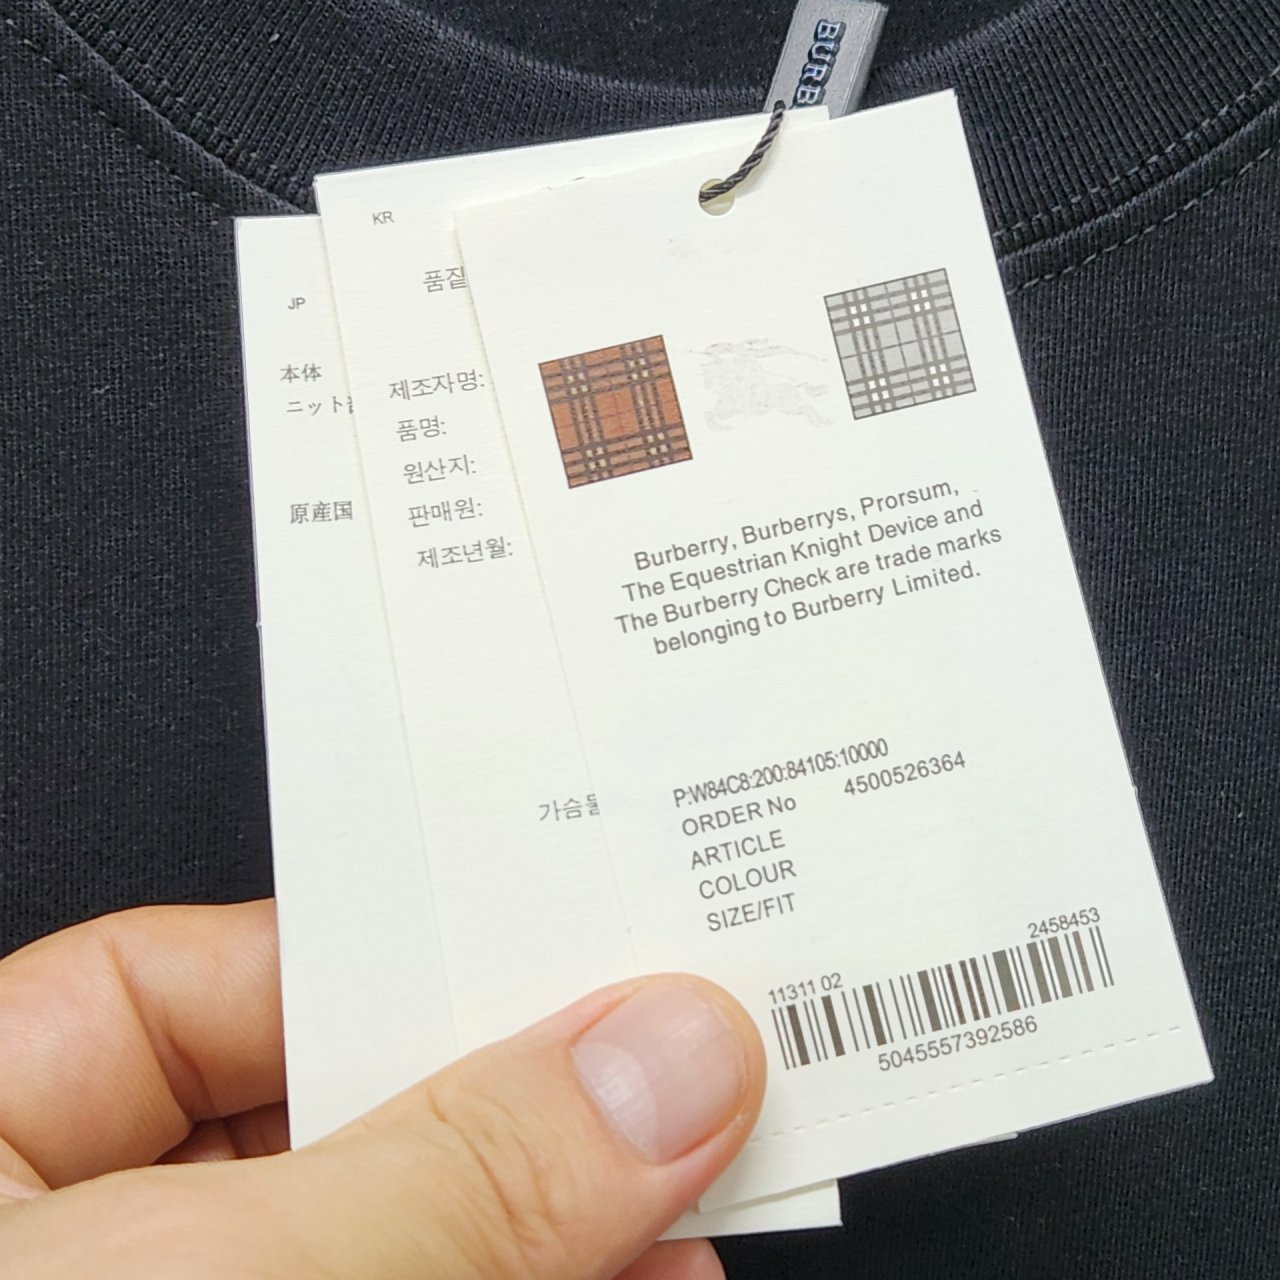 BURB
JP
本体
ニット
原産国
KR
품질
제조자명:
품명:
원산지:
판매원:
제조년월:
가슴둘
Burberry, Burberrys, Prorsum,
The Equestrian Knight Device and
The Burberry Check are trade marks
belonging to Burberry Limited.
P:W84C8:200:84105:10000
ORDER No 4500526364
ARTICLE
COLOUR
SIZE/FIT
11311 02 2458453
5045557392586